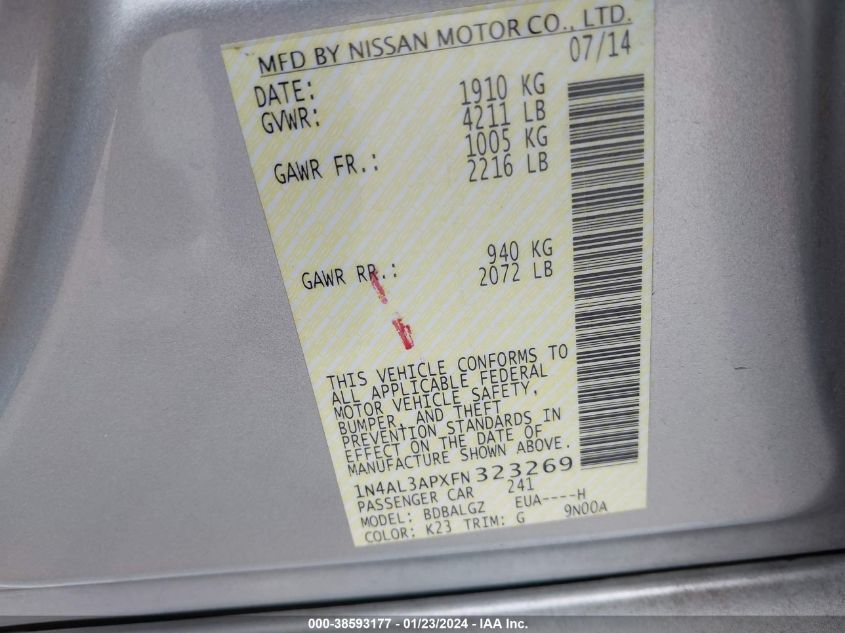 MFD BY NISSAN MOTOR CO., LTD.
DATE: 07/14
GVWR: 1910 KG
4211 LB
GAWR FR.: 1005 KG
2216 LB
GAWR RR.: 940 KG
2072 LB
THIS VEHICLE CONFORMS TO
ALL APPLICABLE FEDERAL
MOTOR VEHICLE SAFETY,
BUMPER, AND THEFT
PREVENTION STANDARDS IN
EFFECT ON THE DATE OF
MANUFACTURE SHOWN ABOVE.
1N4AL3APXFN 323269
PASSENGER CAR 241
MODEL: BDBALGZ EUA----H
COLOR: K23 TRIM: G 9N00A
000-38593177 - 01/23/2024 - IAA Inc.